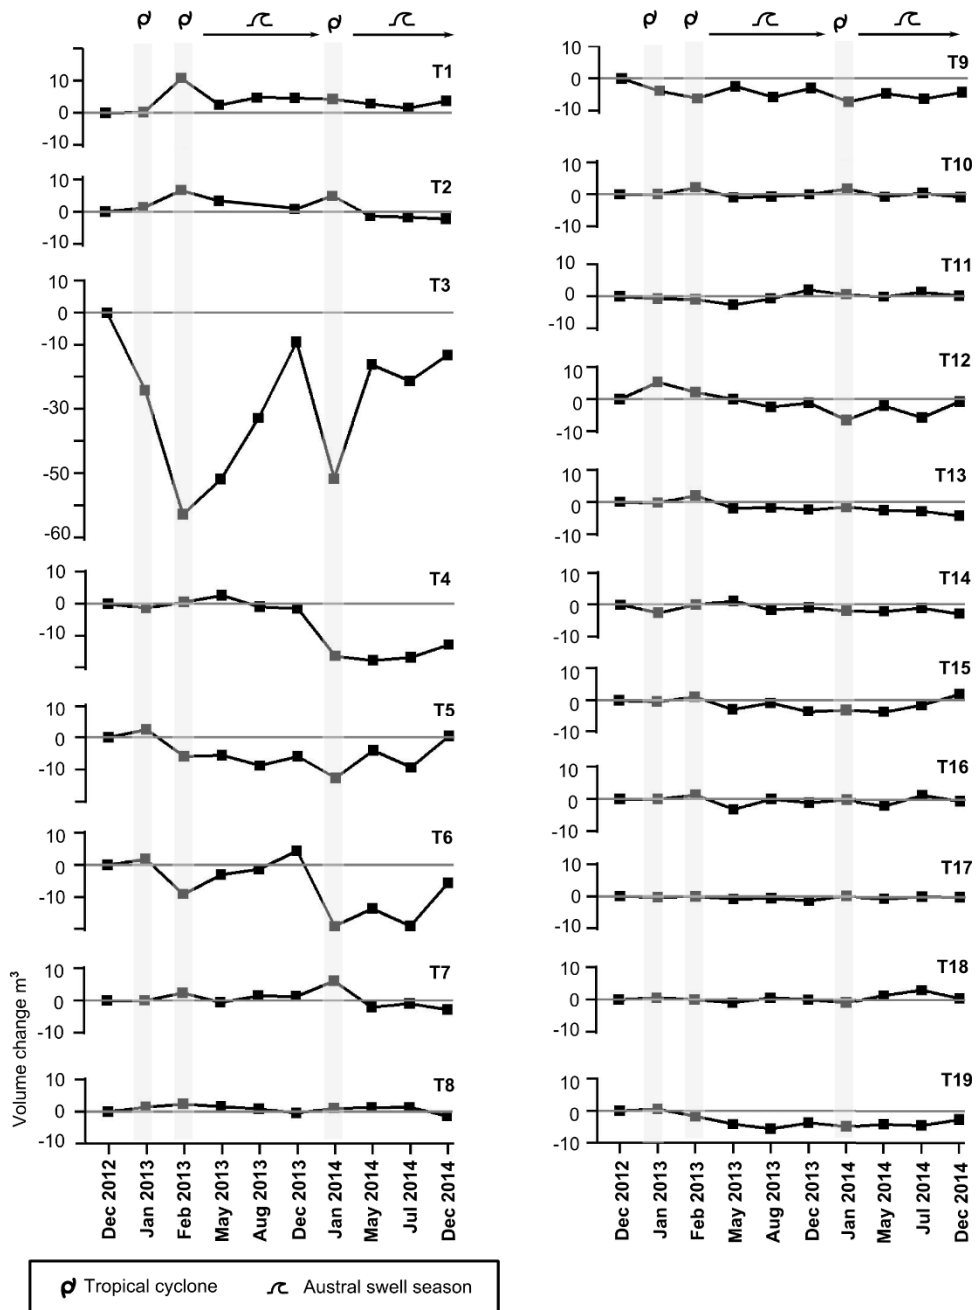 T1
10
0
-10
T2
10
0
-10
T3
10
0
-10
-30
-50
-60
T4
10
0
-10
T5
10
0
-10
T6
10
0
-10
T7
10
0
-10
T8
10
0
-10
Volume change m³
Dec 2012
Jan 2013
Feb 2013
May 2013
Aug 2013
Dec 2013
Jan 2014
May 2014
Jul 2014
Dec 2014
T9
10
0
-10
T10
10
0
-10
T11
10
0
-10
T12
10
0
-10
T13
10
0
-10
T14
10
0
-10
T15
10
0
-10
T16
10
0
-10
T17
10
0
-10
T18
10
0
-10
T19
10
0
-10
Dec 2012
Jan 2013
Feb 2013
May 2013
Aug 2013
Dec 2013
Jan 2014
May 2014
Jul 2014
Dec 2014
Tropical cyclone
Austral swell season